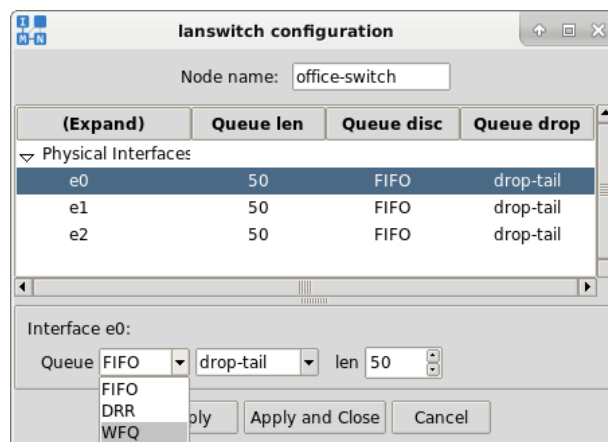 I M N
lanswitch configuration
Node name: office-switch
(Expand) Queue len Queue disc Queue drop
Physical Interfaces
e0 50 FIFO drop-tail
e1 50 FIFO drop-tail
e2 50 FIFO drop-tail
Interface e0:
Queue FIFO drop-tail len 50
FIFO
DRR
Apply and Close Cancel
WFQ